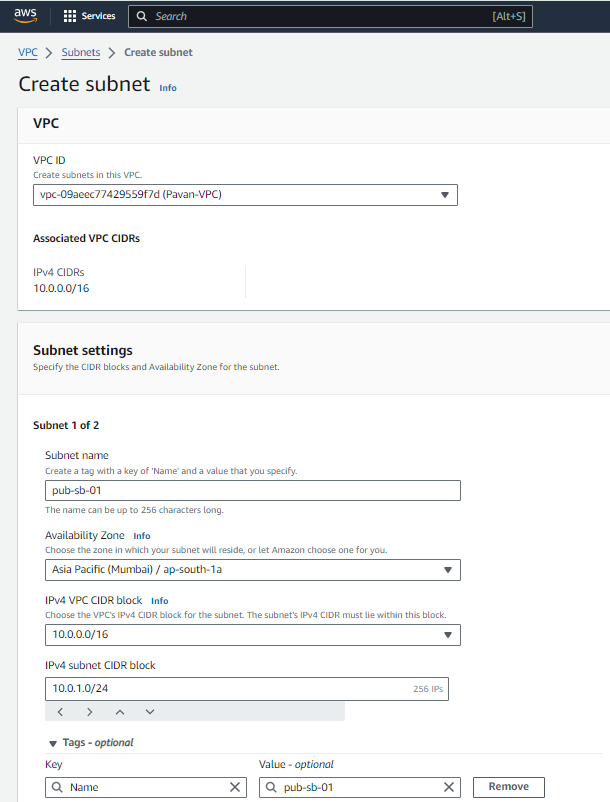 aws Services Search [Alt+S]
VPC Subnets Create subnet
Create subnet Info
VPC
VPC ID
Create subnets in this VPC.
vpc-09aeec77429559f7d (Pavan-VPC)
Associated VPC CIDRs
IPv4 CIDRs
10.0.0.0/16
Subnet settings
Specify the CIDR blocks and Availability Zone for the subnet.
Subnet 1 of 2
Subnet name
Create a tag with a key of 'Name' and a value that you specify.
pub-sb-01
The name can be up to 256 characters long.
Availability Zone Info
Choose the zone in which your subnet will reside, or let Amazon choose one for you.
Asia Pacific (Mumbai) / ap-south-1a
IPv4 VPC CIDR block Info
Choose the VPC's IPv4 CIDR block for the subnet. The subnet's IPv4 CIDR must lie within this block.
10.0.0.0/16
IPv4 subnet CIDR block
10.0.1.0/24 256 IPs
Tags - optional
Key Value - optional
Name pub-sb-01 Remove